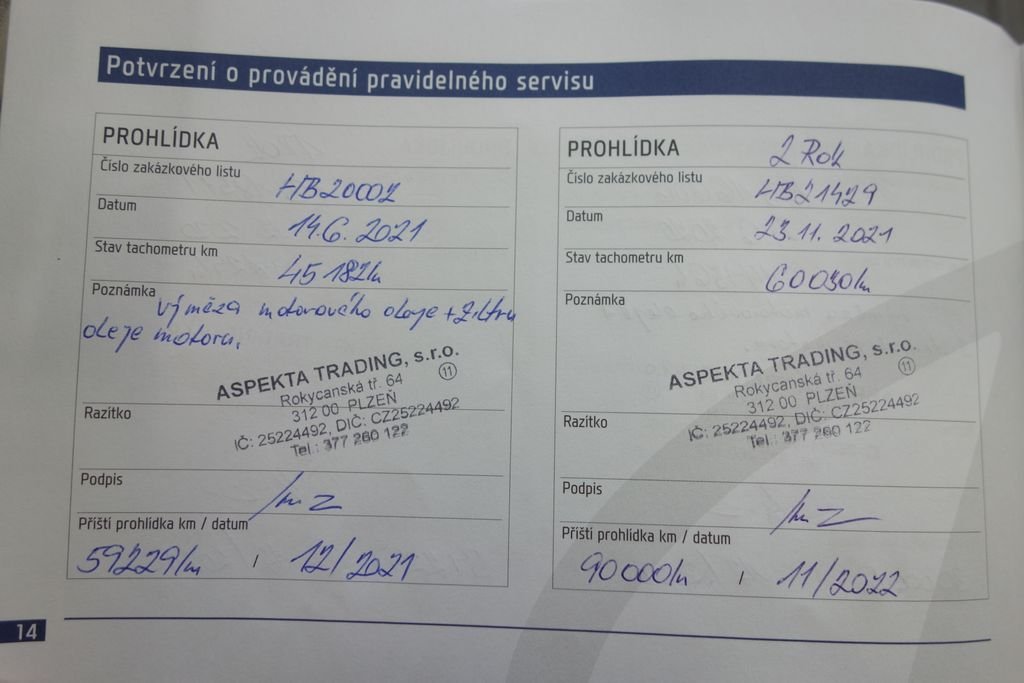 Potvrzení o provádění pravidelného servisu
PROHLÍDKA
Číslo zakázkového listu
HB20002
Datum
14.6. 2021
Stav tachometru km
45 182km
Poznámka
výměna motorového oleje + filtru
oleje motoru.
ASPEKTA TRADING, s.r.o.
Rokycanská tř. 64
11
312 00 PLZEŇ
IČ: 25224492, DIČ: CZ25224492
Tel.: 377 260 122
Razítko
Podpis
Příští prohlídka km / datum
59229km / 12/2021
PROHLÍDKA 2 Rok
Číslo zakázkového listu
HB21429
Datum
23.11. 2021
Stav tachometru km
60030km
Poznámka
ASPEKTA TRADING, s.r.o.
Rokycanská tř. 64
11
312 00 PLZEŇ
IČ: 25224492, DIČ: CZ25224492
Tel.: 377 260 122
Razítko
Podpis
Příští prohlídka km / datum
90000km / 11/2022
14